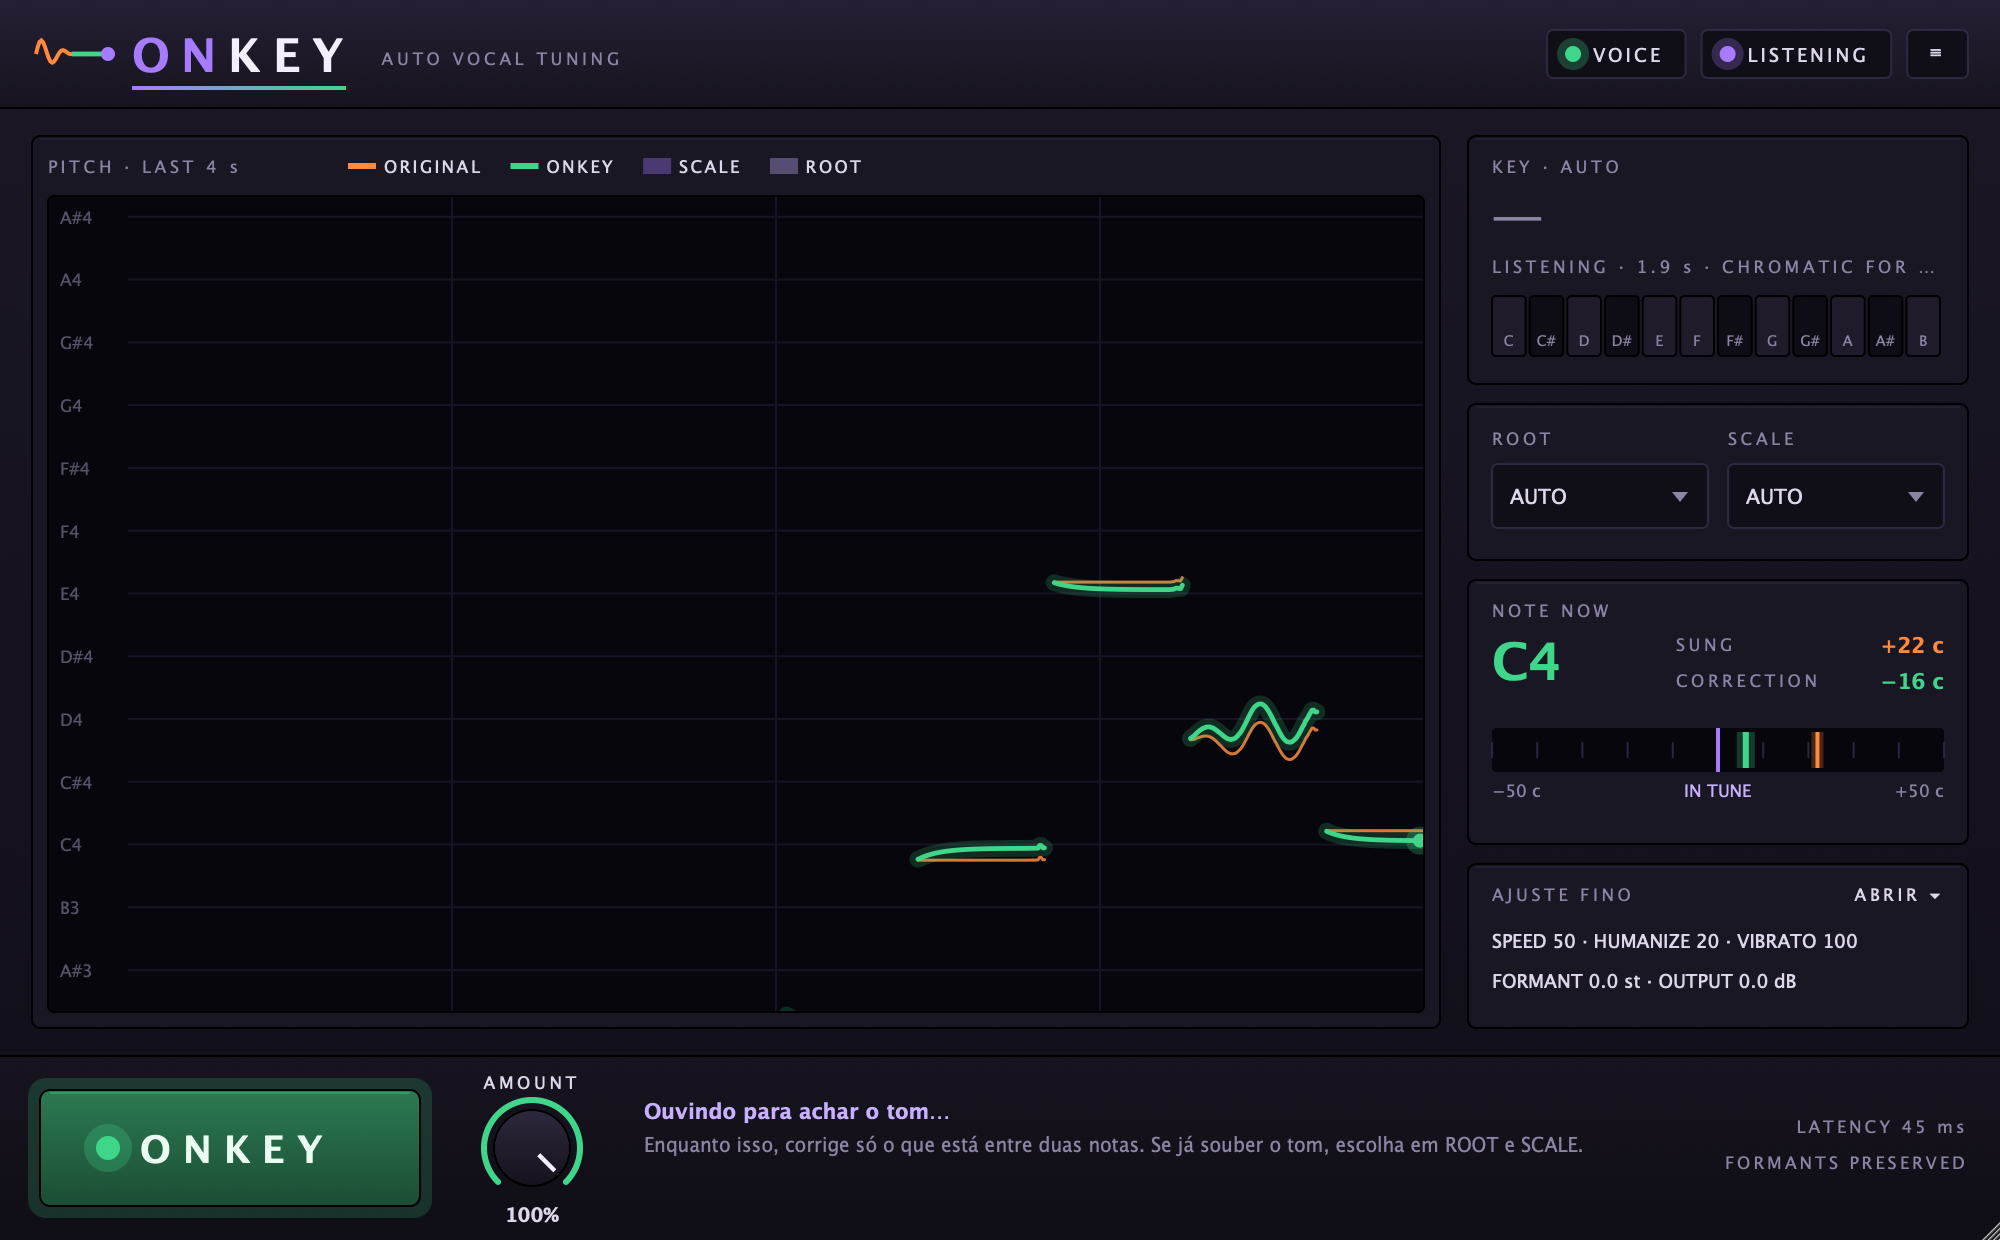 ONKEY
AUTO VOCAL TUNING
VOICE
LISTENING
PITCH · LAST 4 s
ORIGINAL
ONKEY
SCALE
ROOT
A#4
A4
G#4
G4
F#4
F4
E4
D#4
D4
C#4
C4
B3
A#3
KEY · AUTO
—
LISTENING · 1.9 s · CHROMATIC FOR ...
C C# D D# E F F# G G# A A# B
ROOT
SCALE
AUTO
AUTO
NOTE NOW
C4
SUNG +22 c
CORRECTION −16 c
−50 c
IN TUNE
+50 c
AJUSTE FINO
ABRIR
SPEED 50 · HUMANIZE 20 · VIBRATO 100
FORMANT 0.0 st · OUTPUT 0.0 dB
ONKEY
AMOUNT
100%
Ouvindo para achar o tom...
Enquanto isso, corrige só o que está entre duas notas. Se já souber o tom, escolha em ROOT e SCALE.
LATENCY 45 ms
FORMANTS PRESERVED